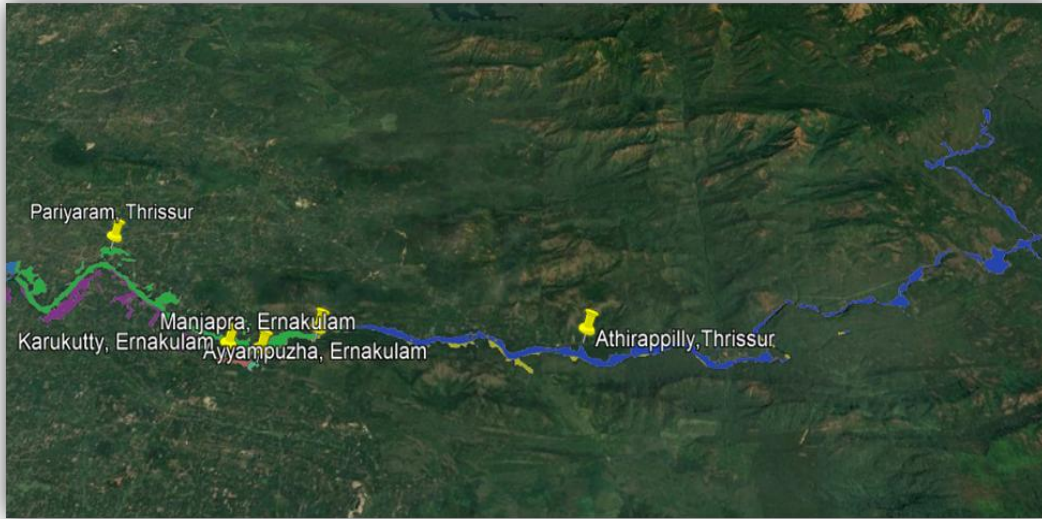 Pariyaram, Thrissur
Manjapra, Ernakulam
Karukutty, Ernakulam
Ayyampuzha, Ernakulam
Athirappilly,Thrissur